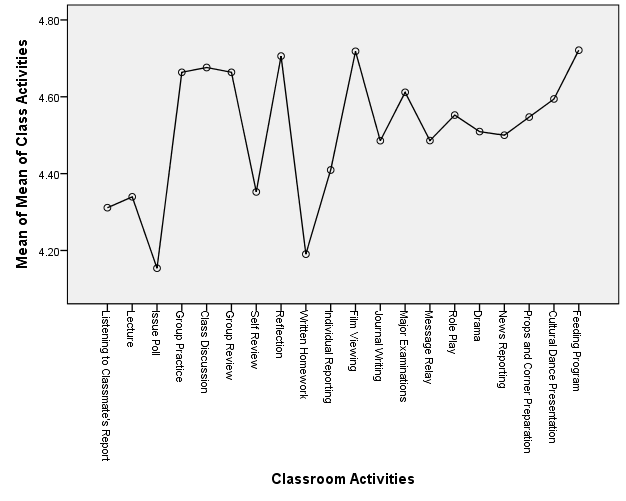 Mean of Mean of Class Activities
4.80
4.60
4.40
4.20
Listening to Classmate's Report
Lecture
Issue Poll
Group Practice
Class Discussion
Group Review
Self Review
Reflection
Written Homework
Individual Reporting
Film Viewing
Journal Writing
Major Examinations
Message Relay
Role Play
Drama
News Reporting
Props and Corner Preparation
Cultural Dance Presentation
Feeding Program
Classroom Activities